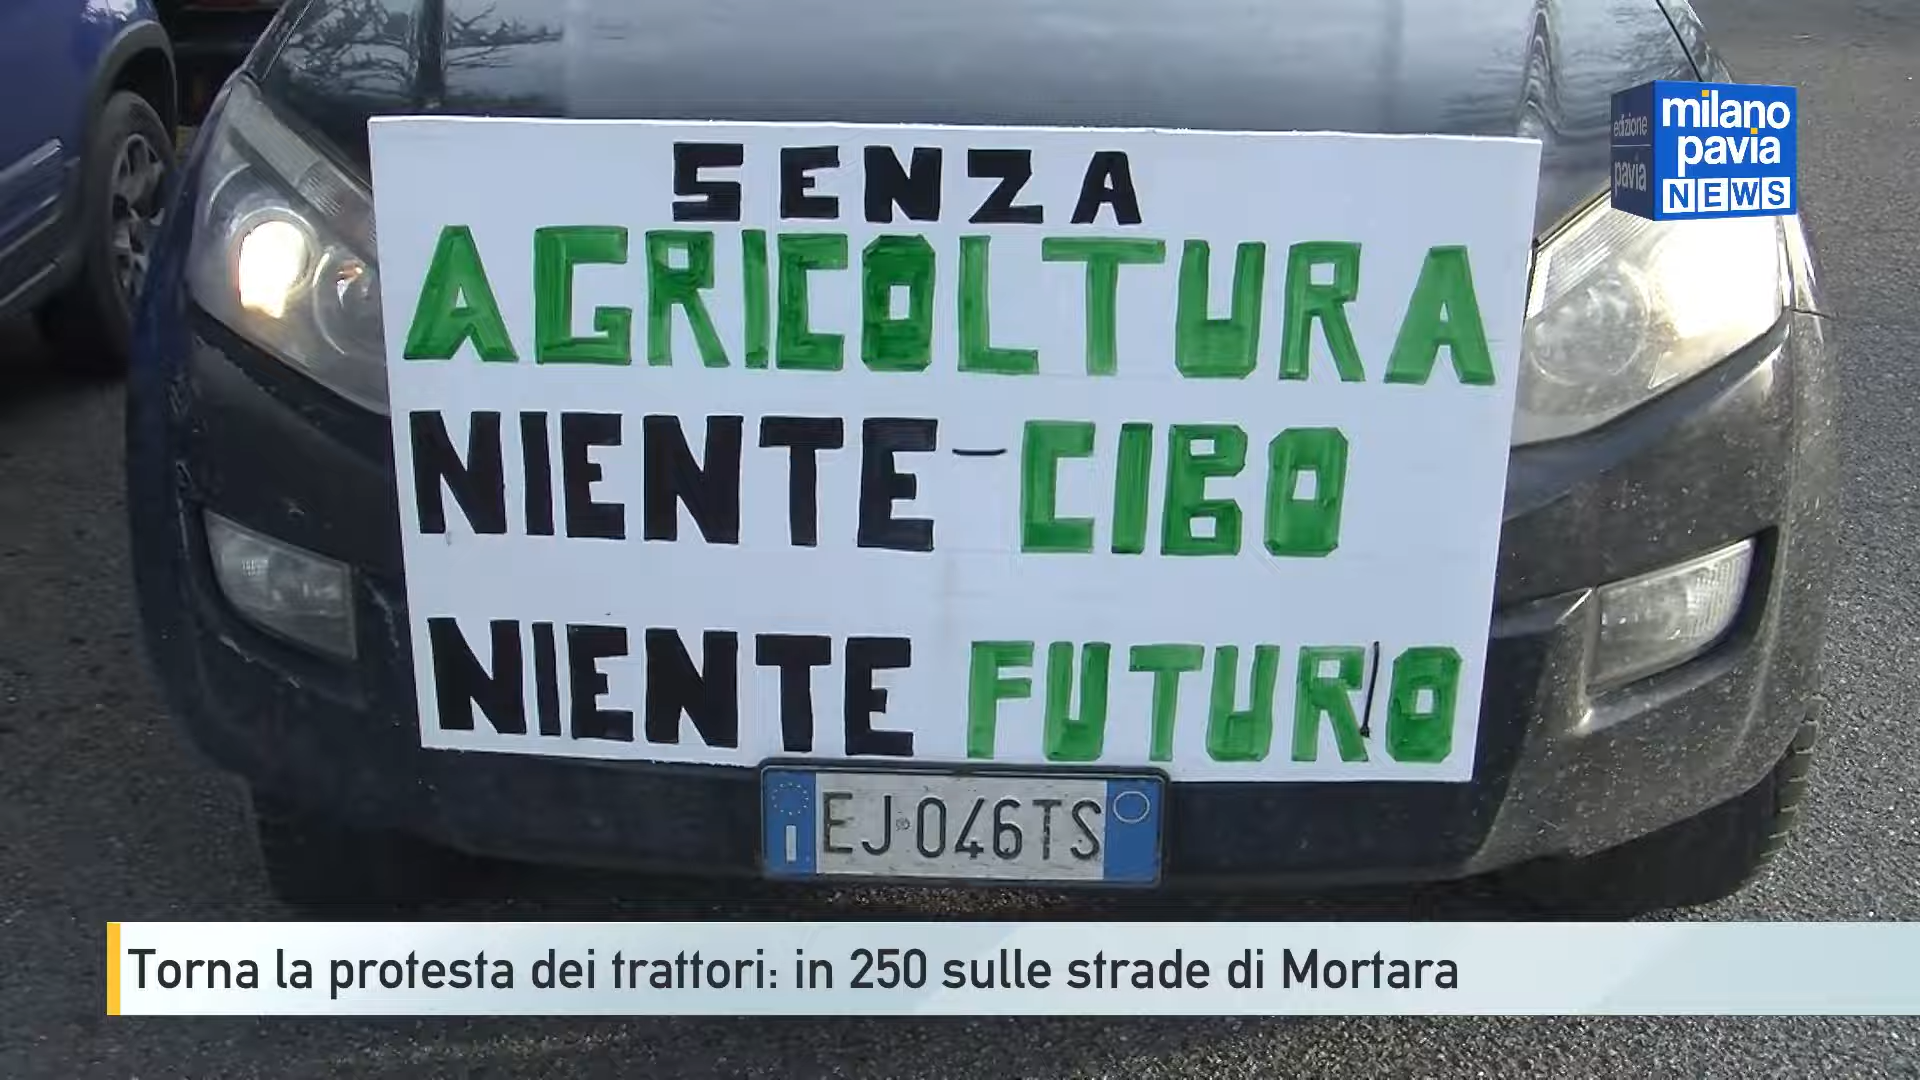 SENZA
AGRICOLTURA
NIENTE-CIBO
NIENTE FUTURO
edizione
pavia
milano
pavia
NEWS
I
EJ 046TS
Torna la protesta dei trattori: in 250 sulle strade di Mortara